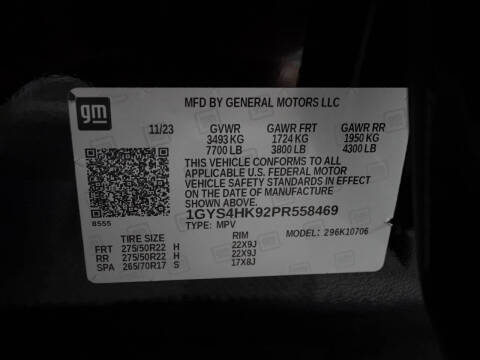 gm
MFD BY GENERAL MOTORS LLC
11/23 GVWR GAWR FRT GAWR RR
3493 KG 1724 KG 1950 KG
7700 LB 3800 LB 4300 LB
THIS VEHICLE CONFORMS TO ALL
APPLICABLE U.S. FEDERAL MOTOR
VEHICLE SAFETY STANDARDS IN EFFECT
ON THE DATE OF MANUFACTURE
SHOWN ABOVE.
8555 1GYS4HK92PR558469
TYPE: MPV MODEL: 296K10706
TIRE SIZE RIM
FRT 275/50R22 H 22X9J
RR 275/50R22 H 22X9J
SPA 265/70R17 S 17X8J